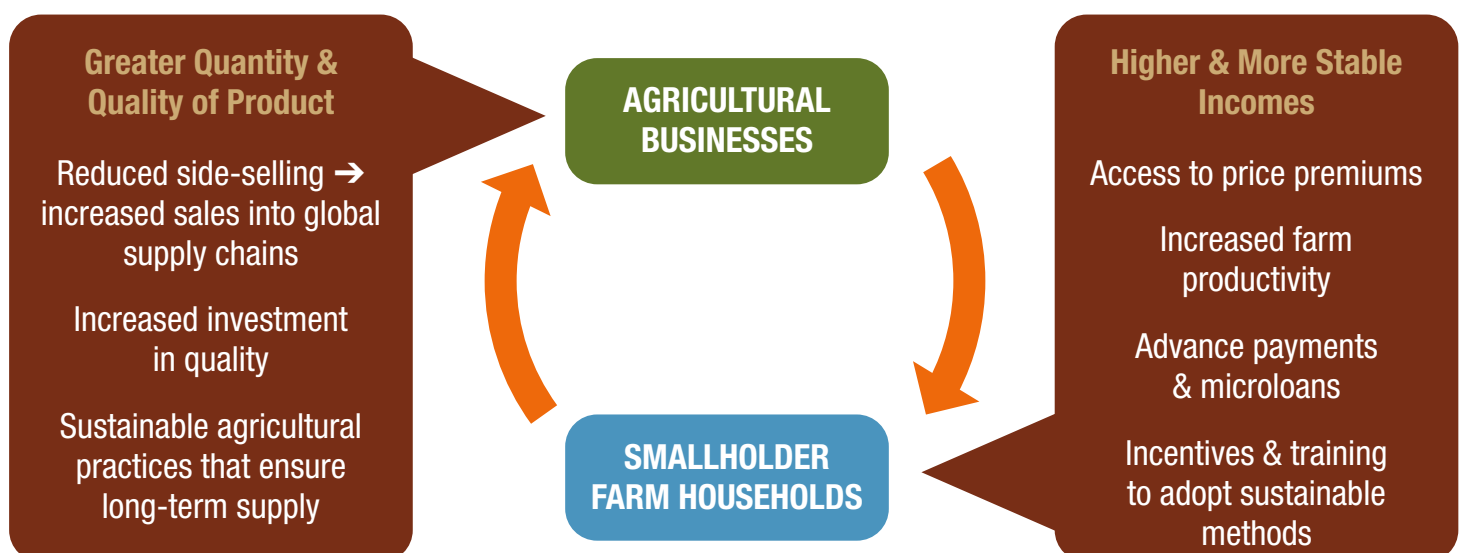 Greater Quantity &
Quality of Product
Reduced side-selling ➔
increased sales into global
supply chains
Increased investment
in quality
Sustainable agricultural
practices that ensure
long-term supply
AGRICULTURAL
BUSINESSES
SMALLHOLDER
FARM HOUSEHOLDS
Higher & More Stable
Incomes
Access to price premiums
Increased farm
productivity
Advance payments
& microloans
Incentives & training
to adopt sustainable
methods